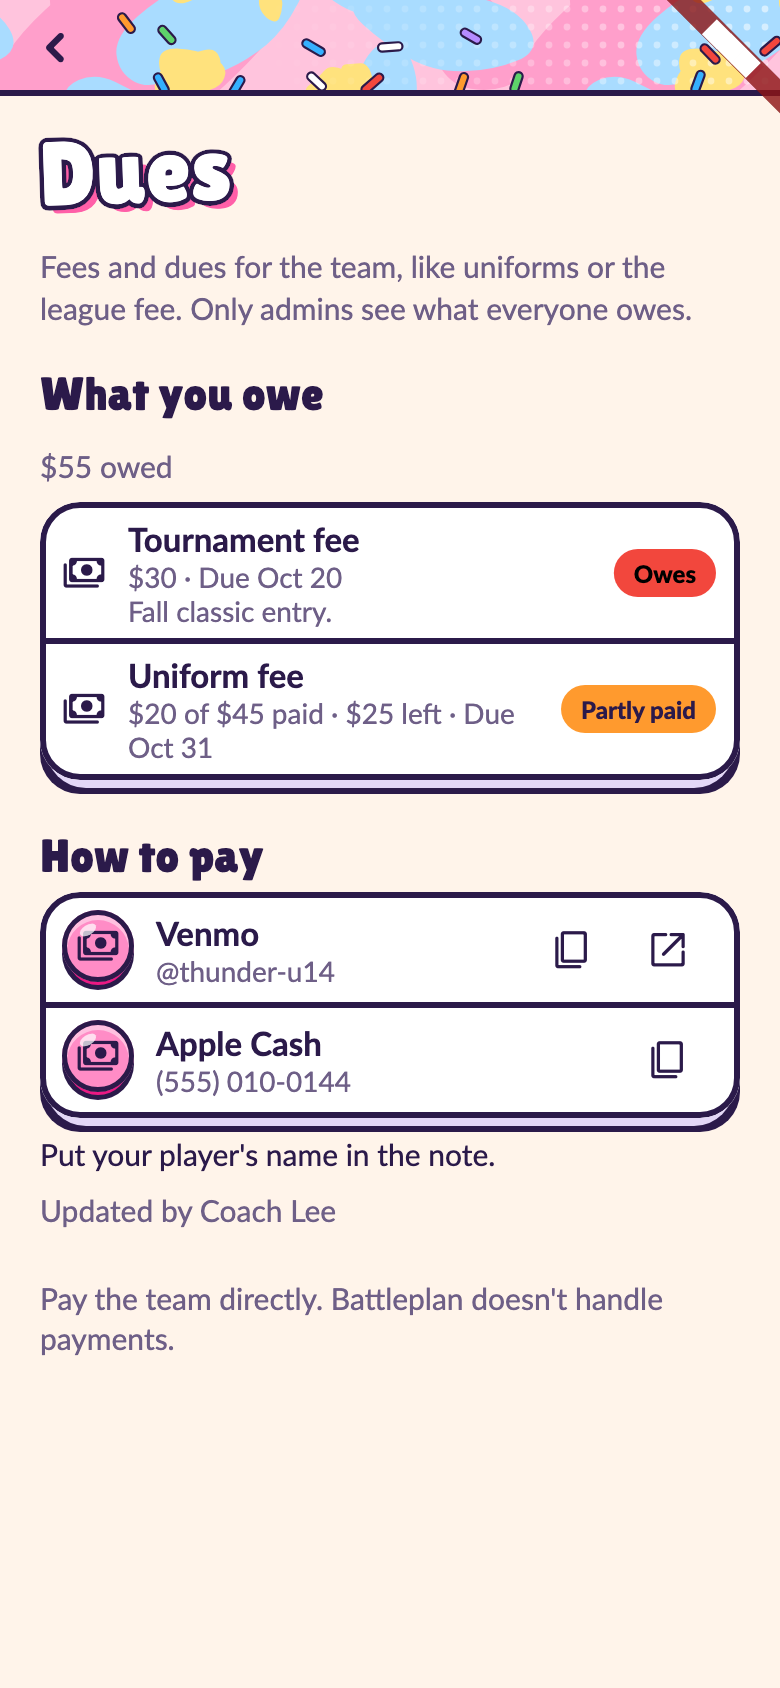 Dues
Fees and dues for the team, like uniforms or the
league fee. Only admins see what everyone owes.
What you owe
$55 owed
Tournament fee
$30 · Due Oct 20
Fall classic entry.
Owes
Uniform fee
$20 of $45 paid · $25 left · Due
Oct 31
Partly paid
How to pay
Venmo
@thunder-u14
Apple Cash
(555) 010-0144
Put your player's name in the note.
Updated by Coach Lee
Pay the team directly. Battleplan doesn't handle
payments.